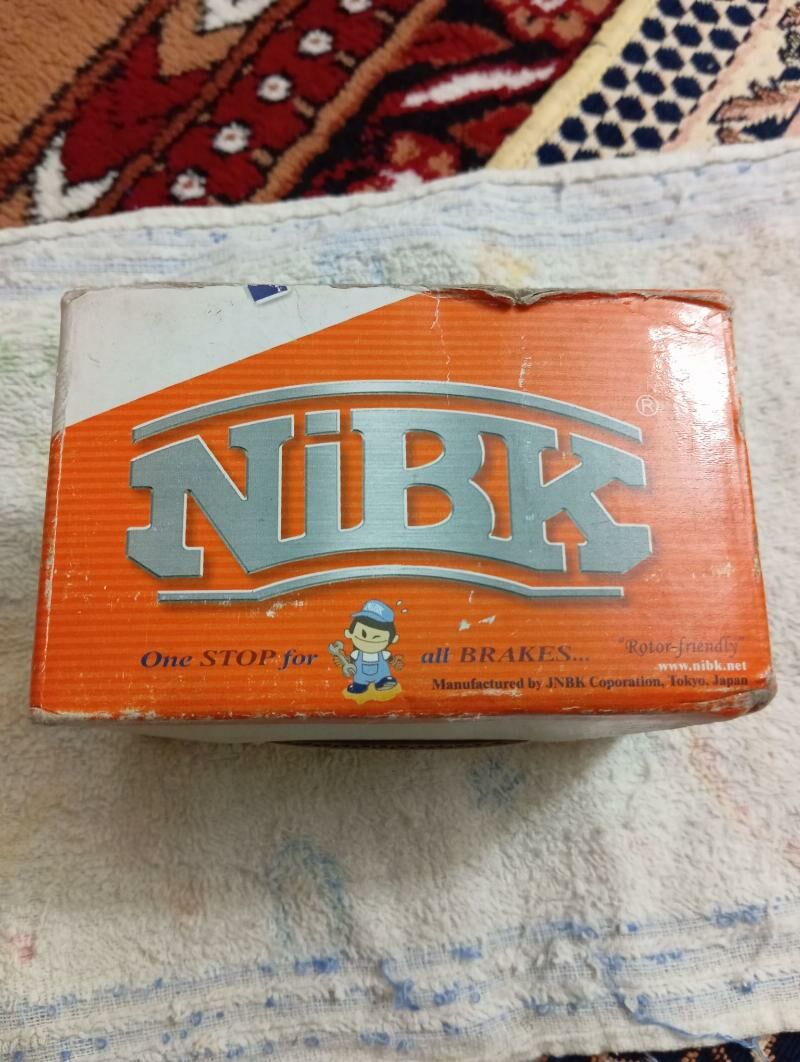 NiBK ®
One STOP for all BRAKES...
"Rotor-friendly"
www.nibk.net
Manufactured by JNBK Coporation, Tokyo, Japan